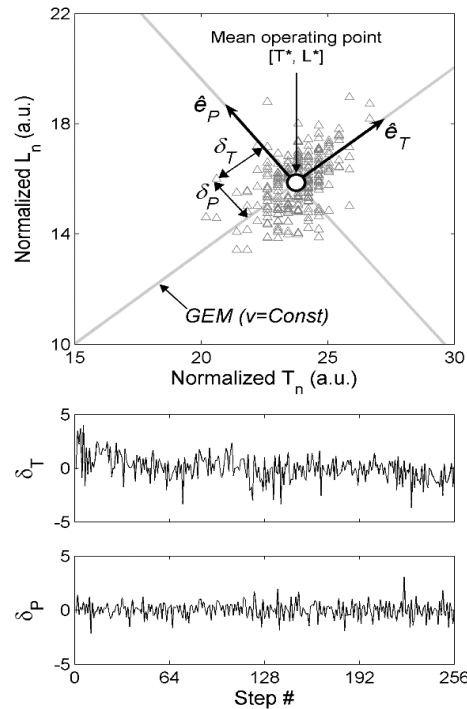 22
Mean operating point
[T*, L*]
ê_P
ê_T
18
δ_T
δ_P
14
GEM (v=Const)
10
15 20 25 30
Normalized L_n (a.u.)
Normalized T_n (a.u.)
5
0
-5
δ_T
5
0
-5
δ_P
0 64 128 192 256
Step #